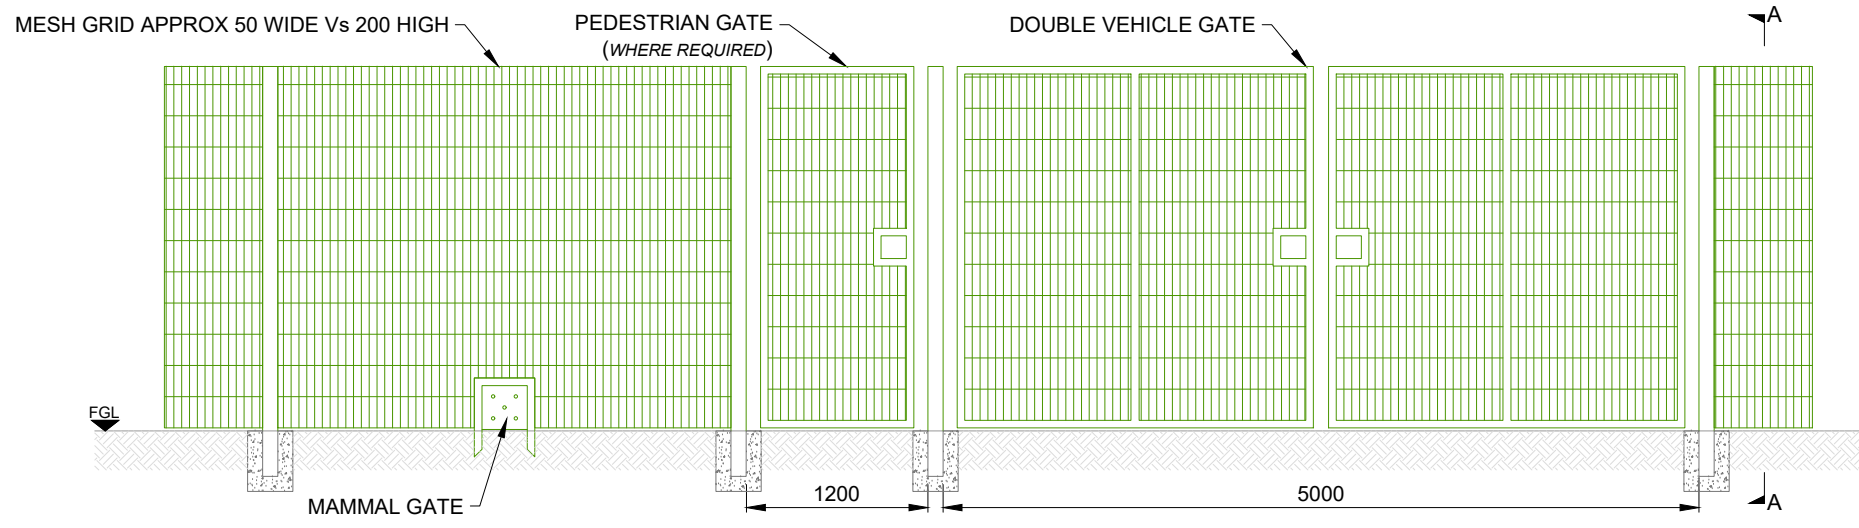 MESH GRID APPROX 50 WIDE Vs 200 HIGH
PEDESTRIAN GATE
(WHERE REQUIRED)
DOUBLE VEHICLE GATE
A
FGL
MAMMAL GATE
1200
5000
A